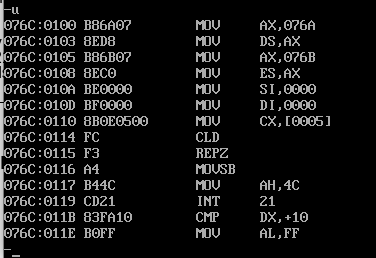 -u
076C:0100 B86A07 MOV AX,076A
076C:0103 8ED8 MOV DS,AX
076C:0105 B86B07 MOV AX,076B
076C:0108 8EC0 MOV ES,AX
076C:010A BE0000 MOV SI,0000
076C:010D BF0000 MOV DI,0000
076C:0110 8B0E0500 MOV CX,[0005]
076C:0114 FC CLD
076C:0115 F3 REPZ
076C:0116 A4 MOVSB
076C:0117 B44C MOV AH,4C
076C:0119 CD21 INT 21
076C:011B 83FA10 CMP DX,+10
076C:011E B0FF MOV AL,FF
-_